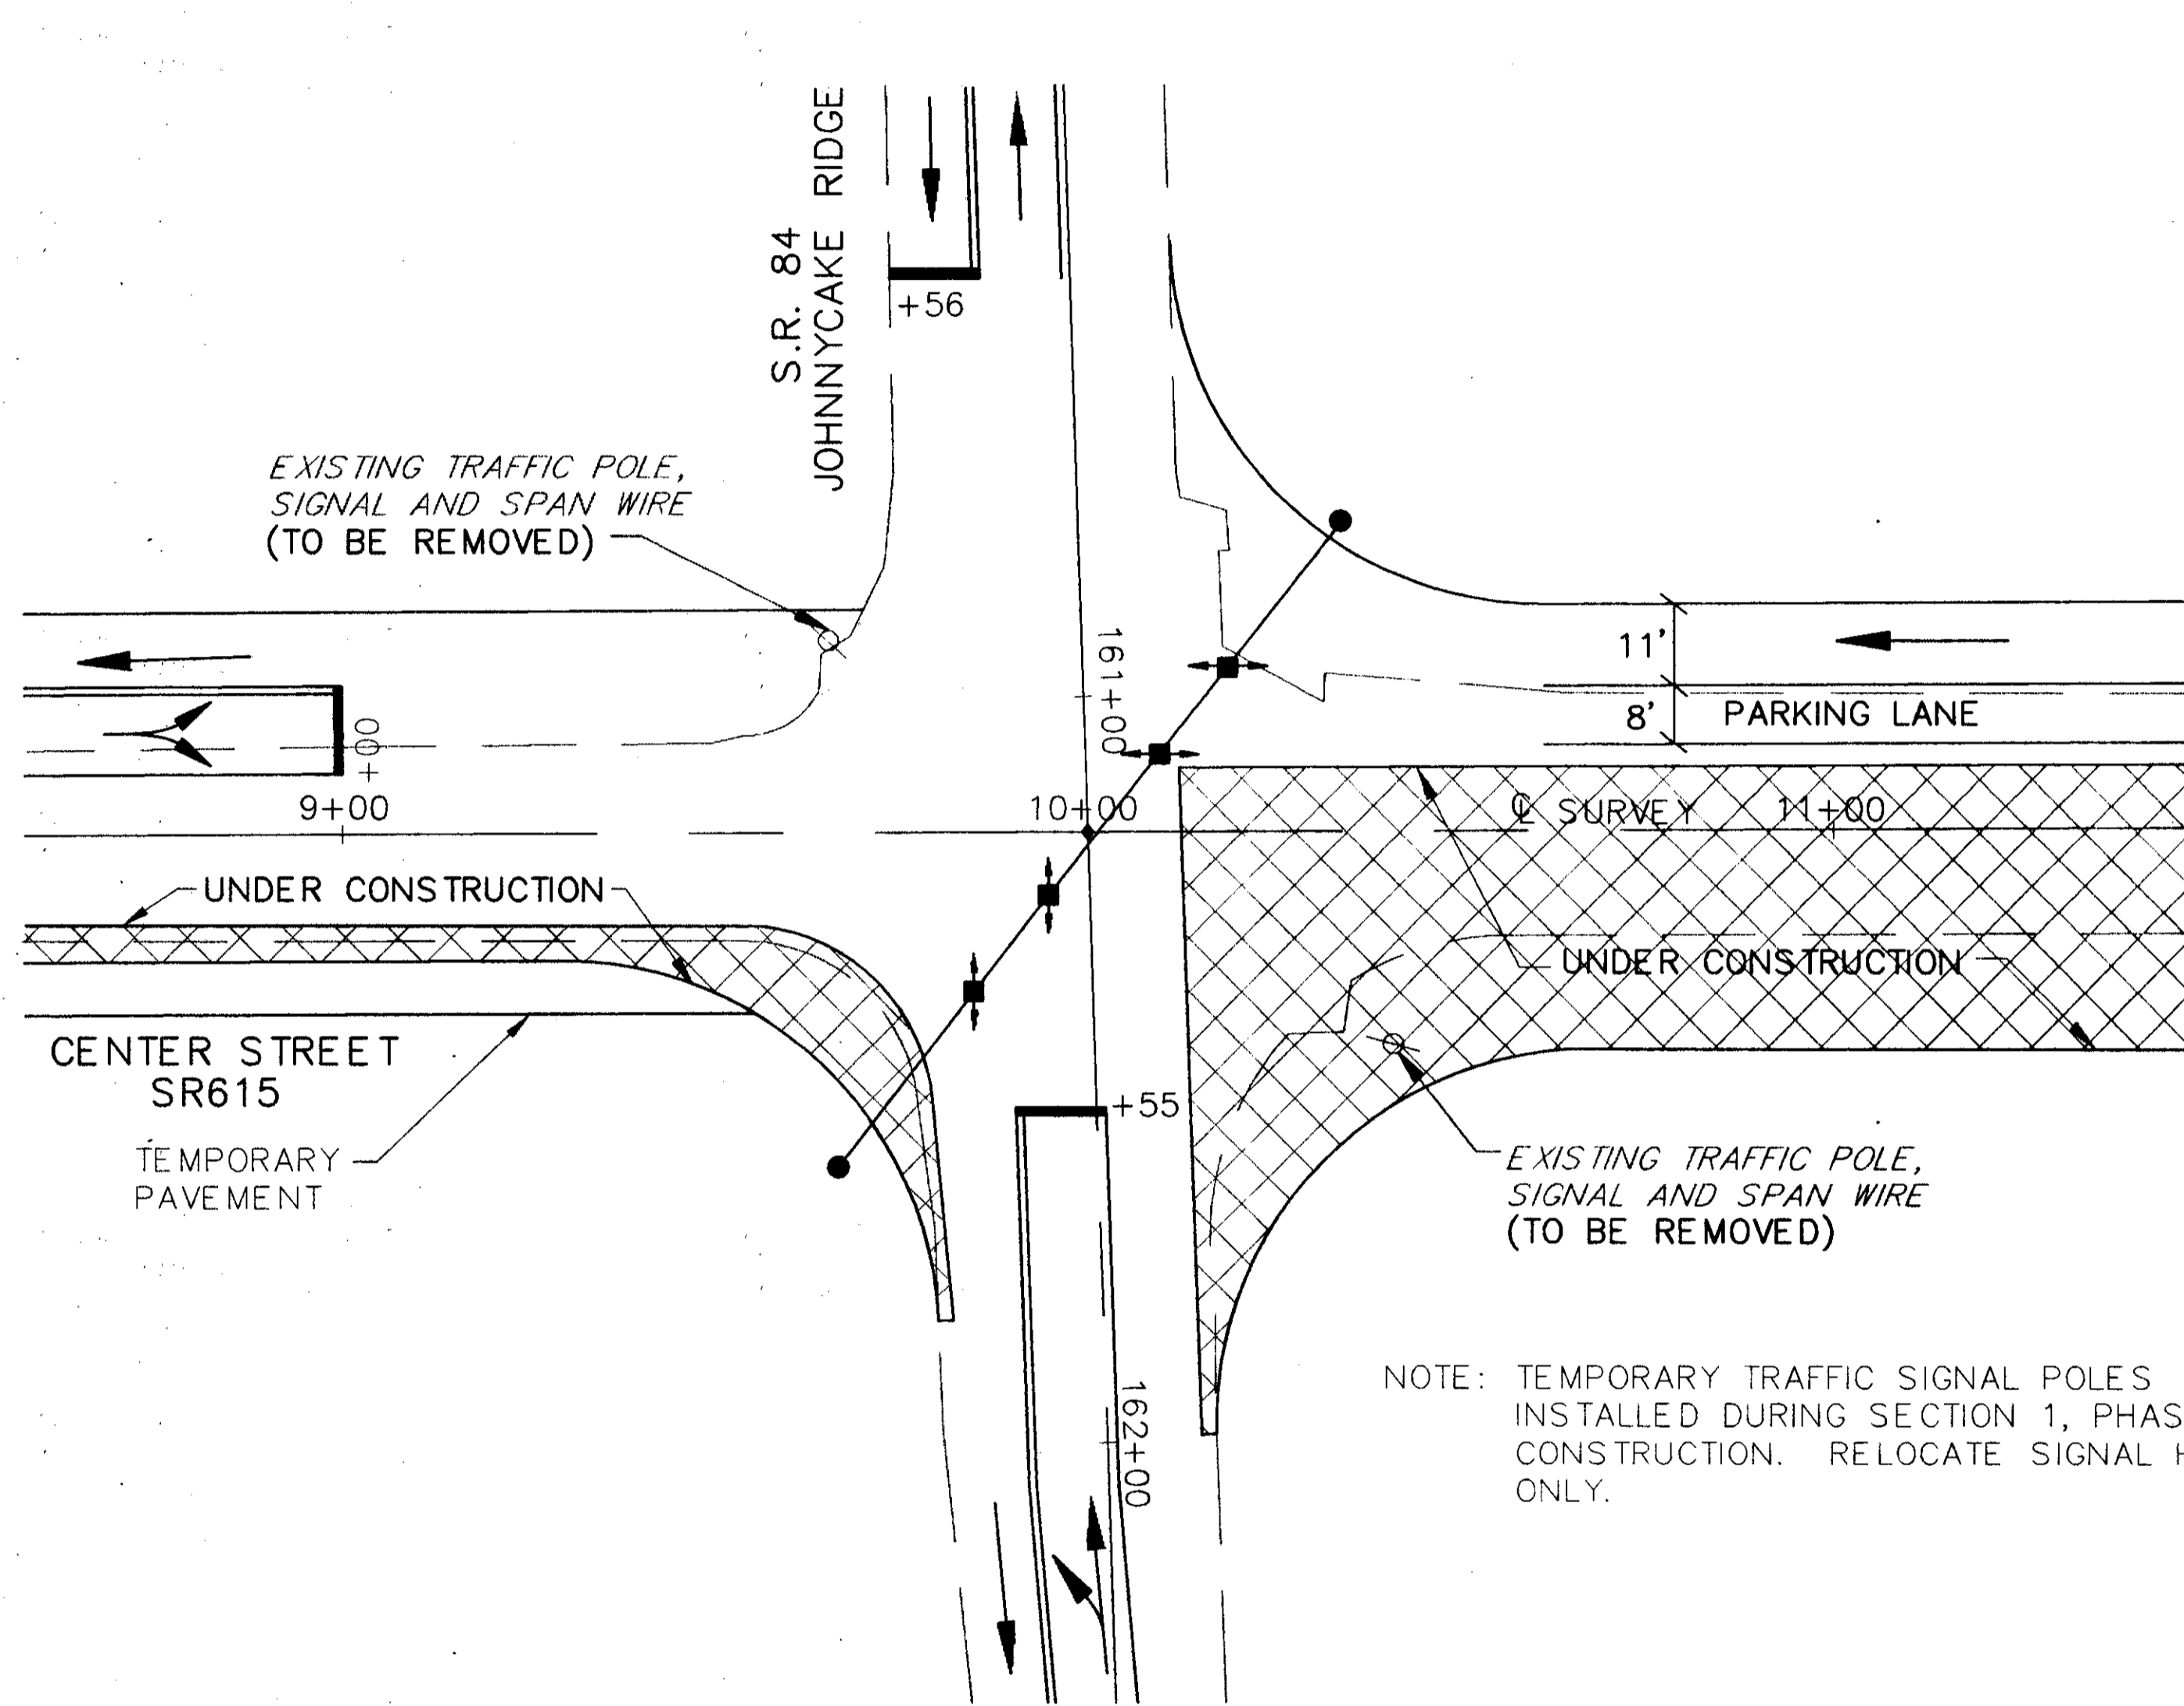 S.R. 84
JOHNNYCAKE RIDGE
+56
EXISTING TRAFFIC POLE,
SIGNAL AND SPAN WIRE
(TO BE REMOVED)
161+00
11'
8'
PARKING LANE
+00
9+00
10+00
℄ SURVEY
11+00
UNDER CONSTRUCTION
UNDER CONSTRUCTION
CENTER STREET
SR615
TEMPORARY
PAVEMENT
+55
EXISTING TRAFFIC POLE,
SIGNAL AND SPAN WIRE
(TO BE REMOVED)
162+00
NOTE: TEMPORARY TRAFFIC SIGNAL POLES
INSTALLED DURING SECTION 1, PHAS
CONSTRUCTION. RELOCATE SIGNAL
ONLY.